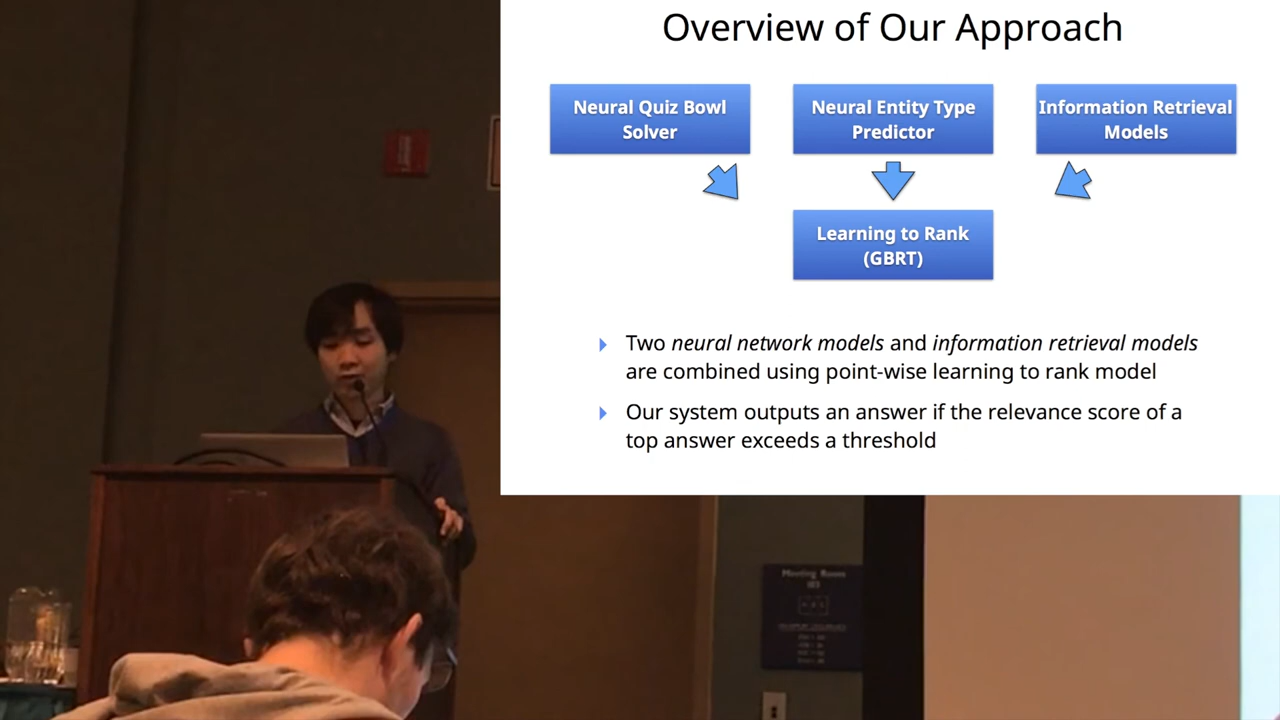 Overview of Our Approach
Neural Quiz Bowl
Solver
Neural Entity Type
Predictor
Information Retrieval
Models
Learning to Rank
(GBRT)
Two neural network models and information retrieval models
are combined using point-wise learning to rank model
Our system outputs an answer if the relevance score of a
top answer exceeds a threshold
Meeting Room